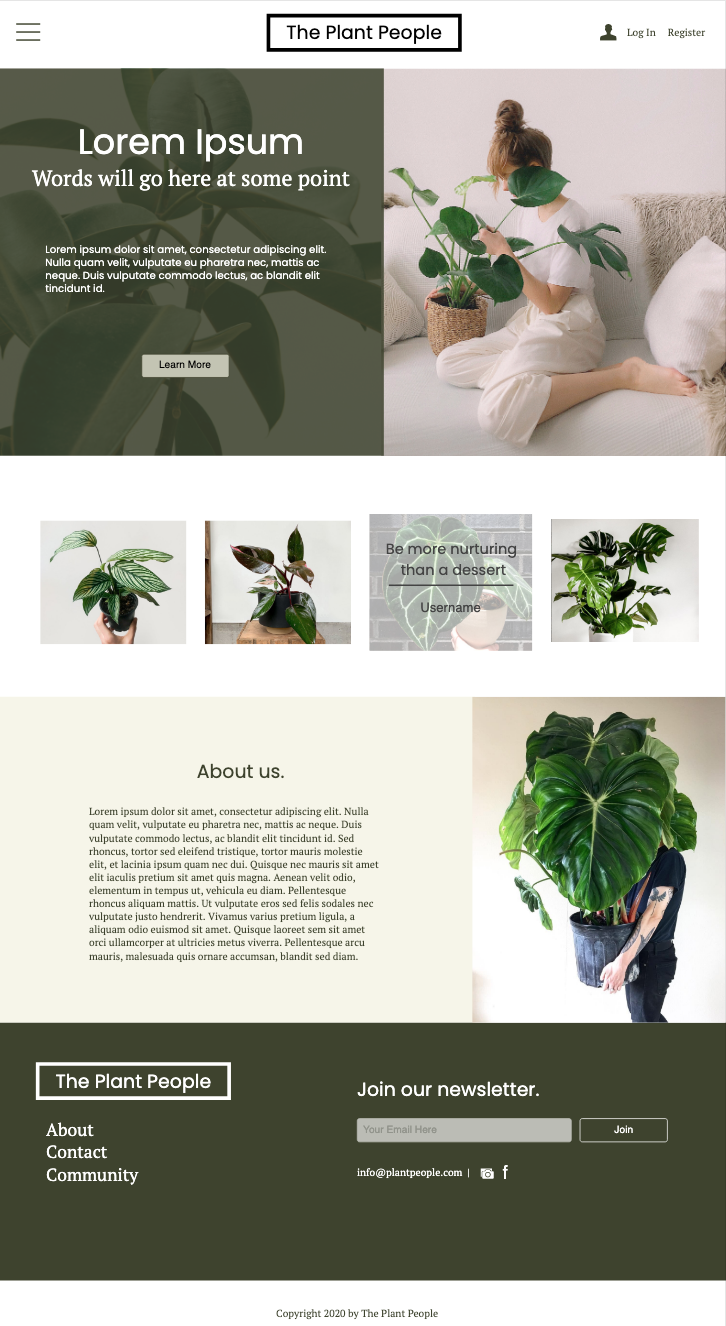 The Plant People
Log In
Register
Lorem Ipsum
Words will go here at some point
Lorem ipsum dolor sit amet, consectetur adipiscing elit.
Nulla quam velit, vulputate eu pharetra nec, mattis ac
neque. Duis vulputate commodo lectus, ac blandit elit
tincidunt id.
Learn More
Be more nurturing
than a dessert
Username
About us.
Lorem ipsum dolor sit amet, consectetur adipiscing elit. Nulla
quam velit, vulputate eu pharetra nec, mattis ac neque. Duis
vulputate commodo lectus, ac blandit elit tincidunt id. Sed
rhoncus, tortor sed eleifend tristique, tortor mauris molestie
elit, et lacinia ipsum quam nec dui. Quisque nec mauris sit amet
elit iaculis pretium sit amet quis magna. Aenean velit odio,
elementum in tempus ut, vehicula eu diam. Pellentesque
rhoncus aliquam mattis. Ut vulputate eros sed felis sodales nec
vulputate justo hendrerit. Vivamus varius pretium ligula, a
aliquam odio euismod sit amet. Quisque laoreet sem sit amet
orci ullamcorper at ultricies metus viverra. Pellentesque arcu
mauris, malesuada quis ornare accumsan, blandit sed diam.
The Plant People
About
Contact
Community
Join our newsletter.
Your Email Here
Join
info@plantpeople.com |
Copyright 2020 by The Plant People